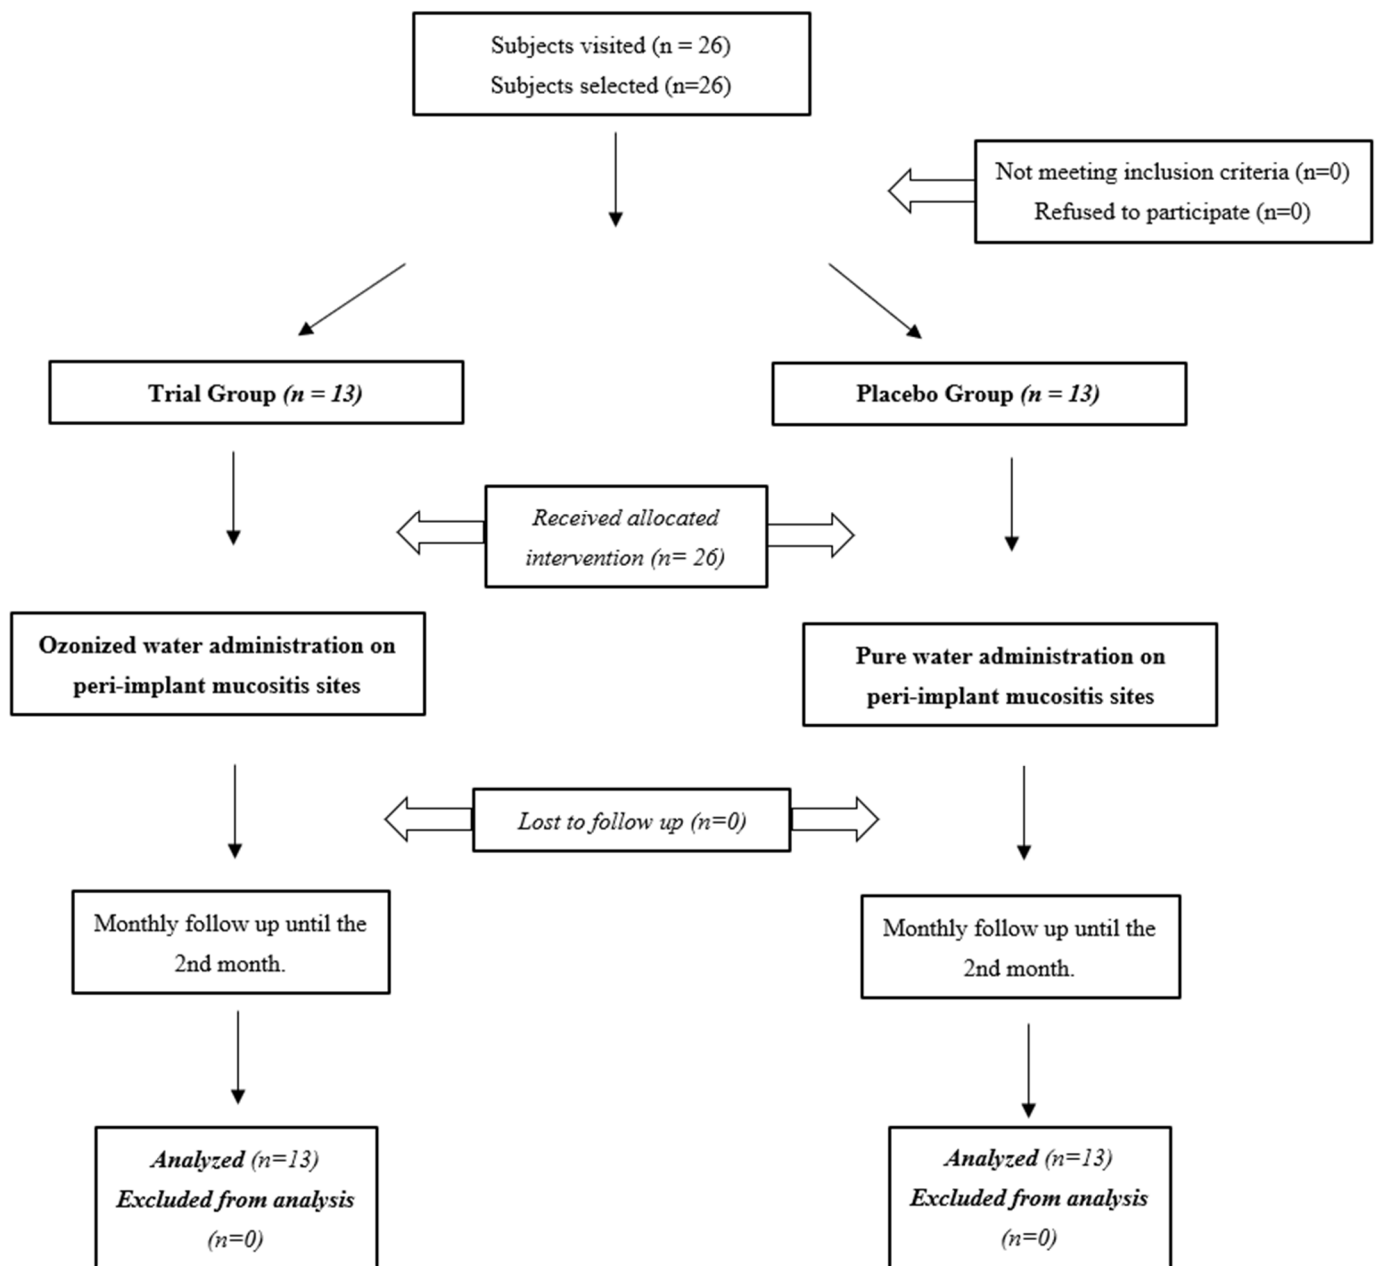 Subjects visited (n = 26)
Subjects selected (n=26)
Not meeting inclusion criteria (n=0)
Refused to participate (n=0)
Trial Group (n = 13)
Placebo Group (n = 13)
Received allocated
intervention (n= 26)
Ozonized water administration on
peri-implant mucositis sites
Pure water administration on
peri-implant mucositis sites
Lost to follow up (n=0)
Monthly follow up until the
2nd month.
Monthly follow up until the
2nd month.
Analyzed (n=13)
Excluded from analysis
(n=0)
Analyzed (n=13)
Excluded from analysis
(n=0)